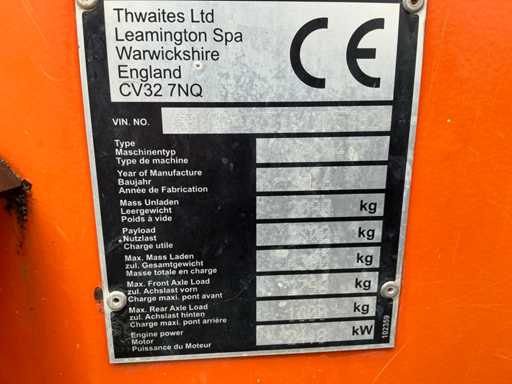 Thwaites Ltd
Leamington Spa
Warwickshire
England
CV32 7NQ
CE
VIN. NO.
Type
Maschinentyp
Type de machine
Year of Manufacture
Baujahr
Année de Fabrication
Mass Unladen
Leergewicht
Poids à vide
kg
Payload
Nutzlast
Charge utile
kg
Max. Mass Laden
zul. Gesamtgewicht
Masse totale en charge
kg
Max. Front Axle Load
zul. Achslast vorn
Charge maxi. pont avant
kg
Max. Rear Axle Load
zul. Achslast hinten
Charge maxi. pont arrière
kg
Engine power
Motor
Puissance du Moteur
kW
102359